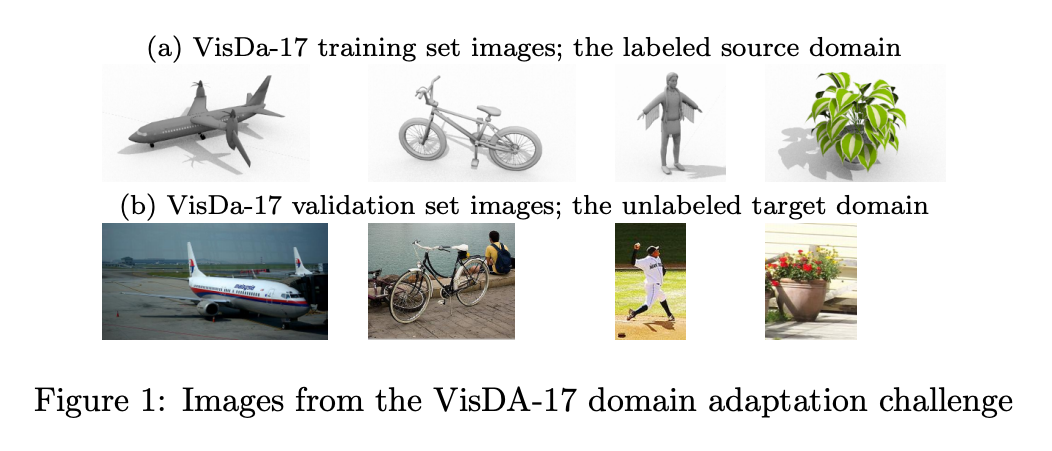 (a) VisDa-17 training set images; the labeled source domain
(b) VisDa-17 validation set images; the unlabeled target domain
Figure 1: Images from the VisDA-17 domain adaptation challenge